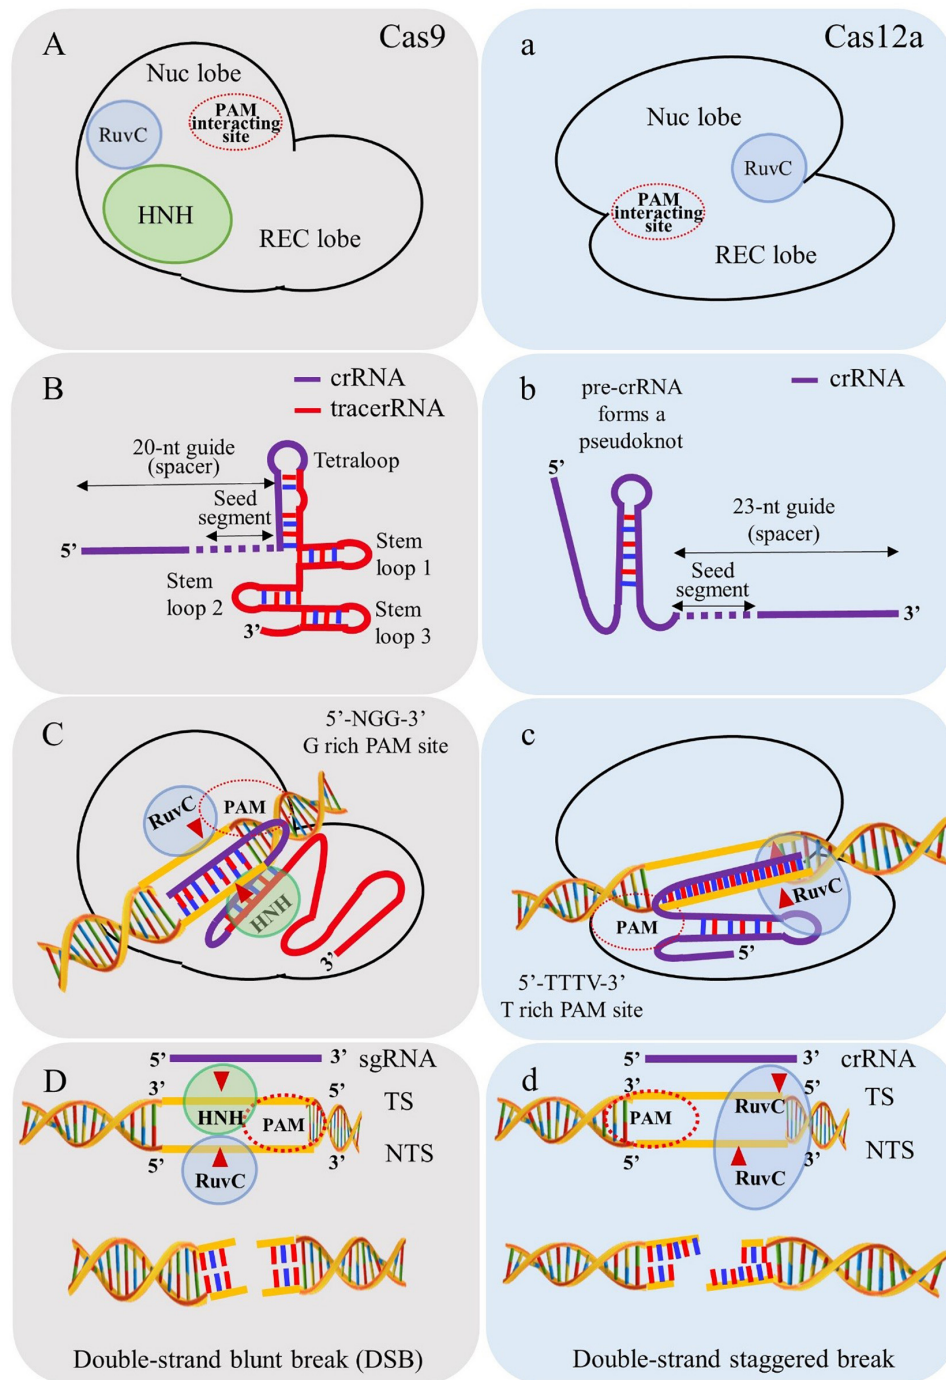 A
Cas9
Nuc lobe
RuvC
PAM
interacting
site
HNH
REC lobe
a
Cas12a
Nuc lobe
RuvC
PAM
interacting
site
REC lobe
B
crRNA
tracerRNA
20-nt guide
(spacer)
Tetraloop
Seed
segment
5’
Stem
loop 1
Stem
loop 2
Stem
loop 3
3’
b
crRNA
pre-crRNA
forms a
pseudoknot
5’
23-nt guide
(spacer)
Seed
segment
3’
C
5’-NGG-3’
G rich PAM site
RuvC
PAM
HNH
3’
c
RuvC
PAM
5’
5’-TTTV-3’
T rich PAM site
D
5’
3’
sgRNA
3’
5’
TS
HNH
PAM
5’
3’
NTS
RuvC
Double-strand blunt break (DSB)
d
5’
3’
crRNA
3’
5’
TS
PAM
RuvC
5’
3’
NTS
RuvC
Double-strand staggered break